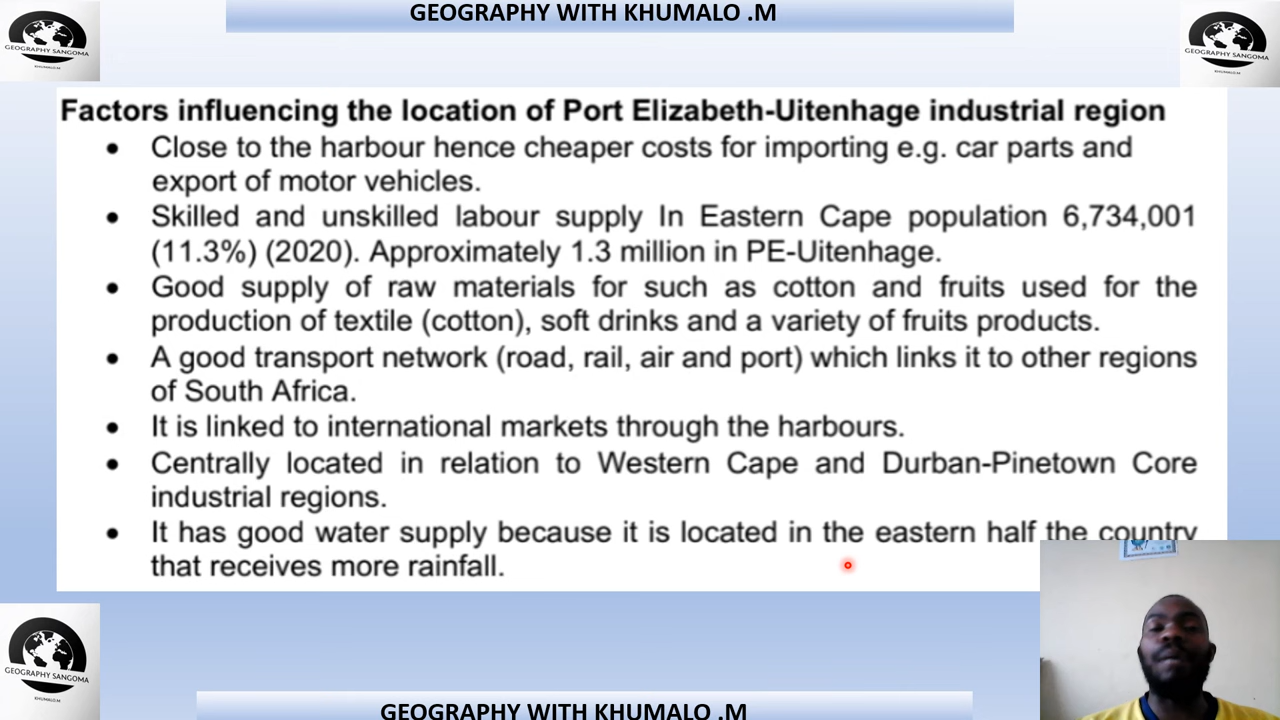 GEOGRAPHY WITH KHUMALO .M
GEOGRAPHY SANGOMA
KHUMALO.M
GEOGRAPHY SANGOMA
KHUMALO.M
Factors influencing the location of Port Elizabeth-Uitenhage industrial region
• Close to the harbour hence cheaper costs for importing e.g. car parts and
export of motor vehicles.
• Skilled and unskilled labour supply In Eastern Cape population 6,734,001
(11.3%) (2020). Approximately 1.3 million in PE-Uitenhage.
• Good supply of raw materials for such as cotton and fruits used for the
production of textile (cotton), soft drinks and a variety of fruits products.
• A good transport network (road, rail, air and port) which links it to other regions
of South Africa.
• It is linked to international markets through the harbours.
• Centrally located in relation to Western Cape and Durban-Pinetown Core
industrial regions.
• It has good water supply because it is located in the eastern half the country
that receives more rainfall.
GEOGRAPHY SANGOMA
KHUMALO.M
GEOGRAPHY WITH KHUMALO .M